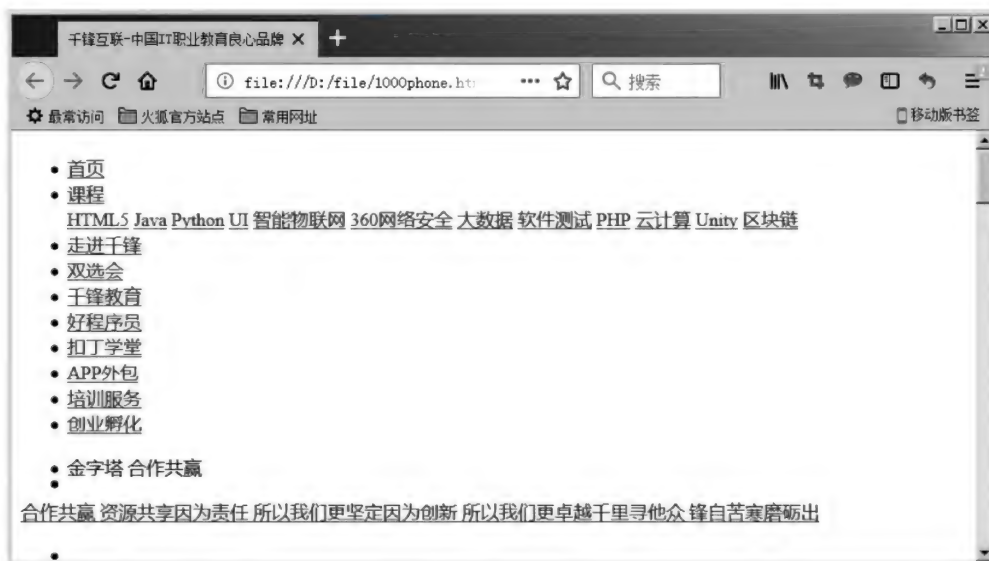 千锋互联-中国IT职业教育良心品牌
file:///D:/file/1000phone.ht
搜索
最常访问 火狐官方站点 常用网址 移动版书签
首页
课程
HTML5 Java Python UI 智能物联网 360网络安全 大数据 软件测试 PHP 云计算 Unity 区块链
走进千锋
双选会
千锋教育
好程序员
扣丁学堂
APP外包
培训服务
创业孵化
金字塔 合作共赢
合作共赢 资源共享因为责任 所以我们更坚定因为创新 所以我们更卓越千里寻他众 锋自苦寒磨砺出